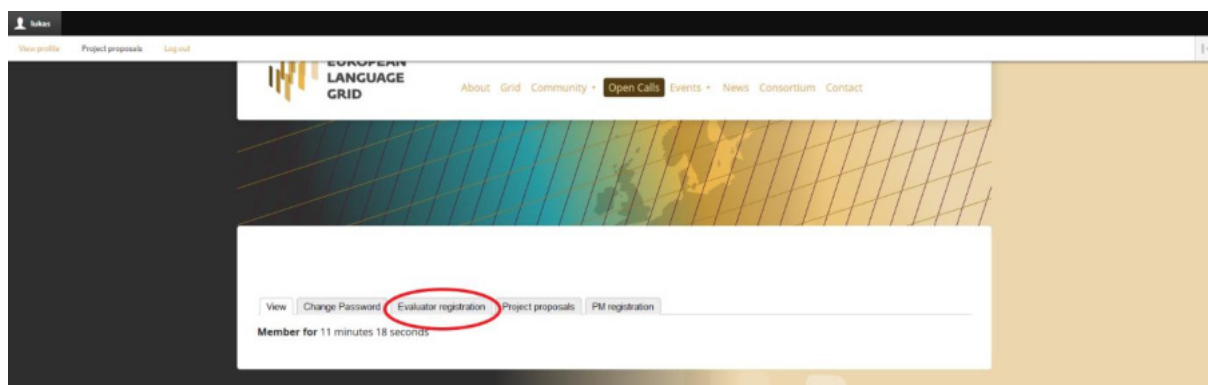 lukas
View profile Project proposals Log out
EUROPEAN
LANGUAGE
GRID
About Grid Community Open Calls Events News Consortium Contact
View Change Password Evaluator registration Project proposals PM registration
Member for 11 minutes 18 seconds